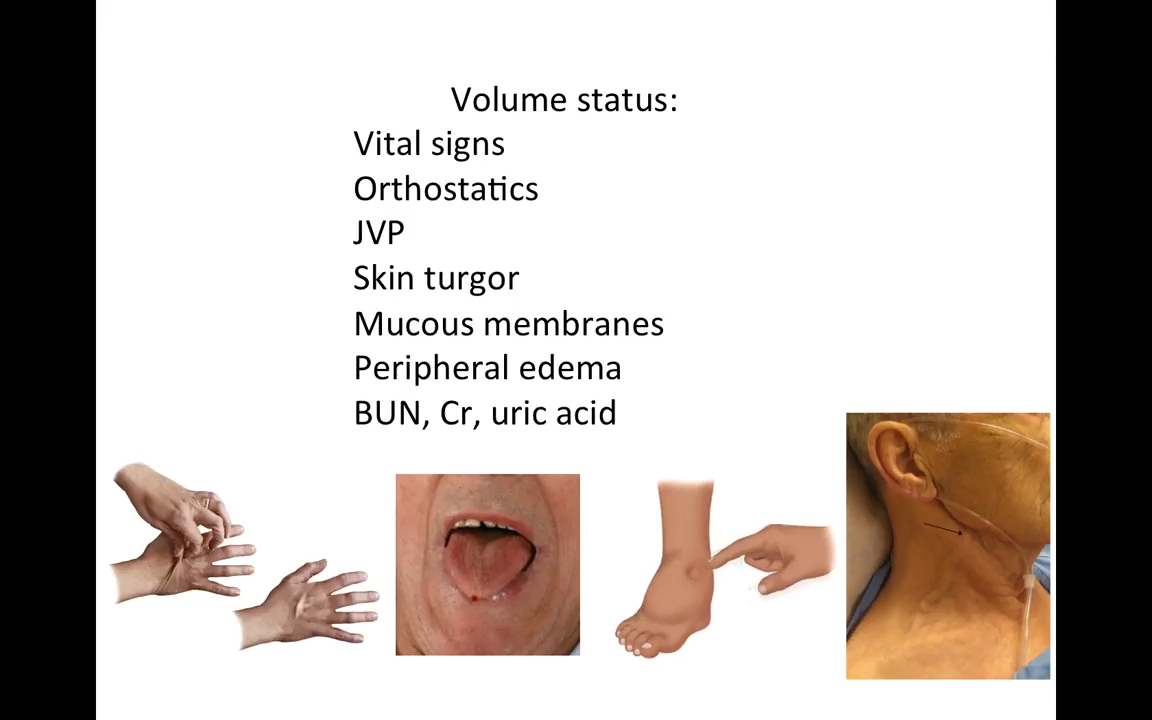 Volume status:
Vital signs
Orthostatics
JVP
Skin turgor
Mucous membranes
Peripheral edema
BUN, Cr, uric acid